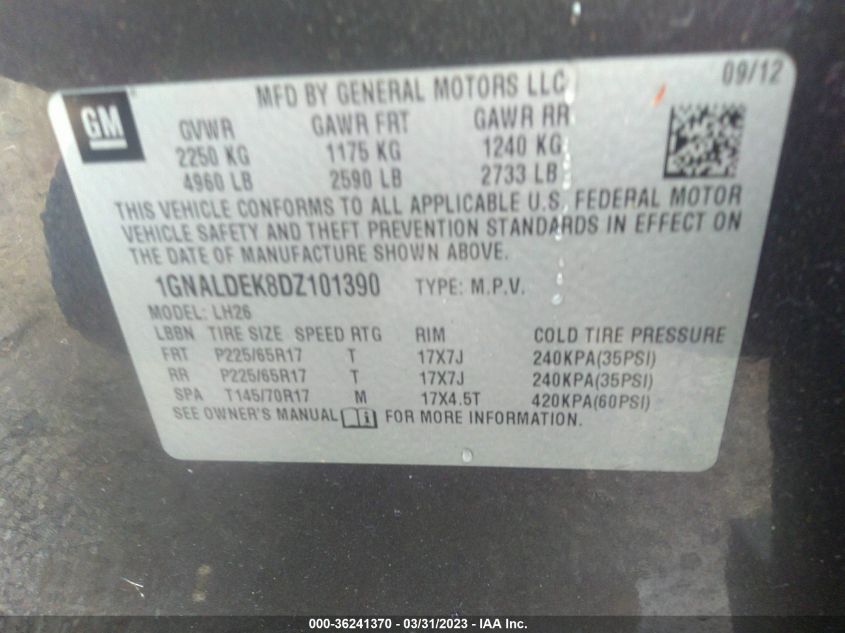 09/12
GM
MFD BY GENERAL MOTORS LLC
GVWR GAWR FRT GAWR RR
2250 KG 1175 KG 1240 KG
4960 LB 2590 LB 2733 LB
THIS VEHICLE CONFORMS TO ALL APPLICABLE U.S. FEDERAL MOTOR
VEHICLE SAFETY AND THEFT PREVENTION STANDARDS IN EFFECT ON
THE DATE OF MANUFACTURE SHOWN ABOVE.
1GNALDEK8DZ101390 TYPE: M.P.V.
MODEL: LH26
LBBN TIRE SIZE SPEED RTG RIM COLD TIRE PRESSURE
FRT P225/65R17 T 17X7J 240KPA(35PSI)
RR P225/65R17 T 17X7J 240KPA(35PSI)
SPA T145/70R17 M 17X4.5T 420KPA(60PSI)
SEE OWNER'S MANUAL FOR MORE INFORMATION.
000-36241370 - 03/31/2023 - IAA Inc.